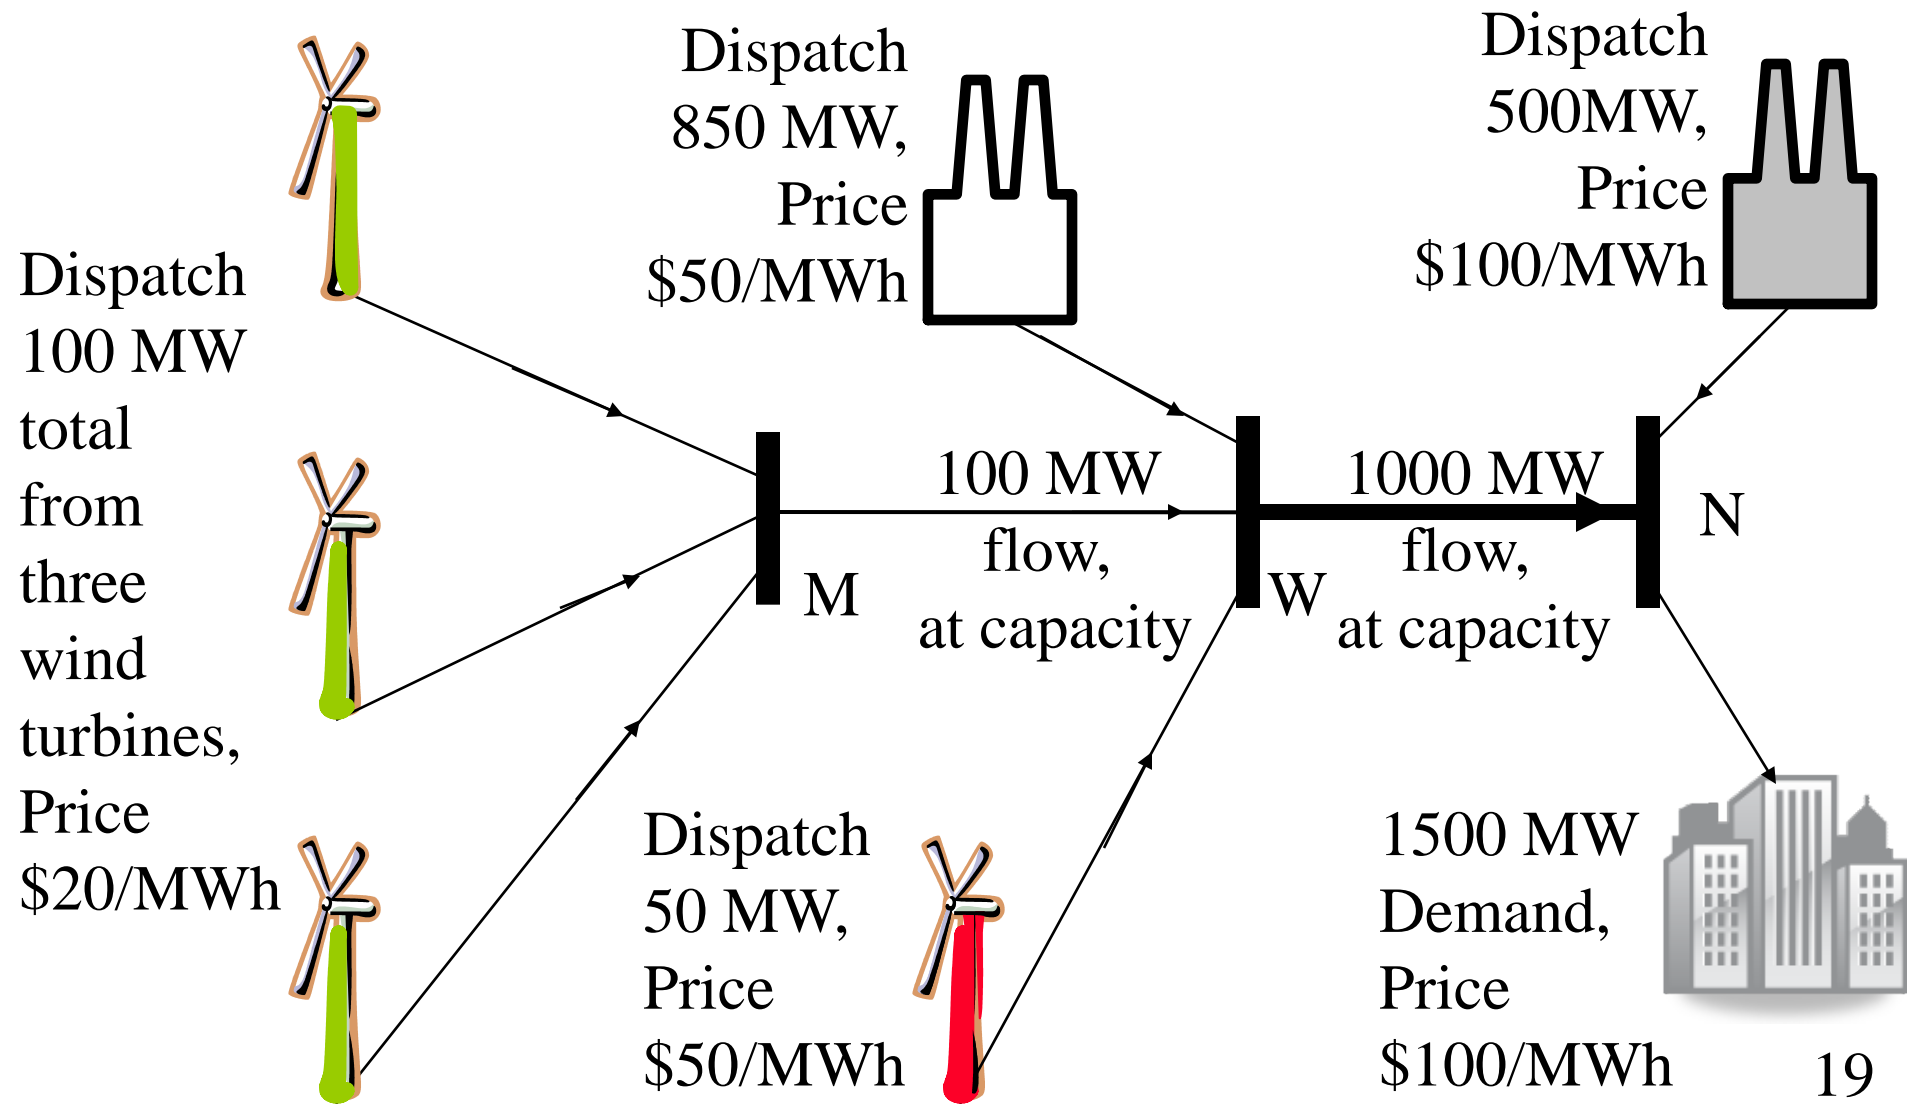 Dispatch
100 MW
total
from
three
wind
turbines,
Price
$20/MWh
Dispatch
850 MW,
Price
$50/MWh
Dispatch
500MW,
Price
$100/MWh
100 MW
flow,
at capacity
M
1000 MW
flow,
at capacity
W
N
Dispatch
50 MW,
Price
$50/MWh
1500 MW
Demand,
Price
$100/MWh
19